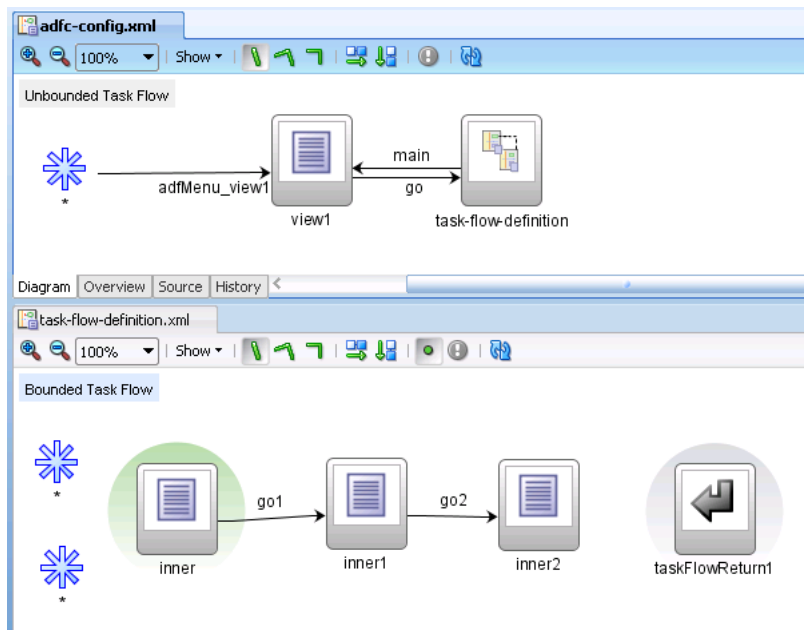 adfc-config.xml
100% Show
Unbounded Task Flow
main
adfMenu_view1
go
*
view1
task-flow-definition
Diagram Overview Source History
task-flow-definition.xml
100% Show
Bounded Task Flow
go1
go2
*
inner
inner1
inner2
taskFlowReturn1
*